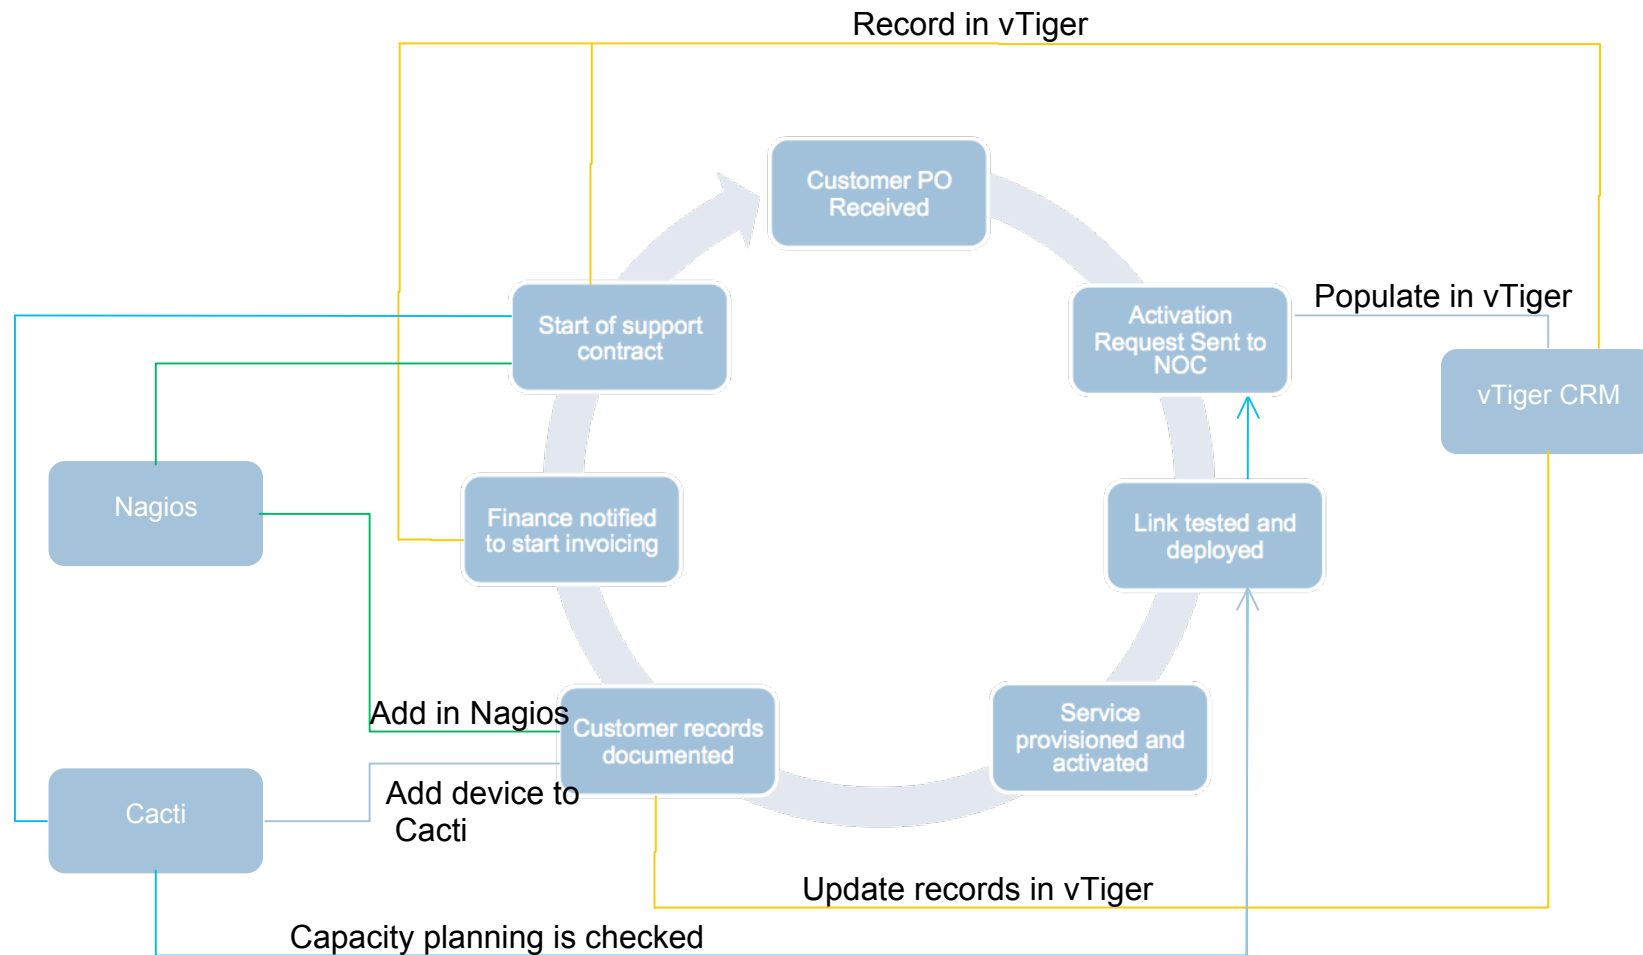 Record in vTiger
Customer PO
Received
Activation
Request Sent to
NOC
Populate in vTiger
vTiger CRM
Start of support
contract
Nagios
Finance notified
to start invoicing
Link tested and
deployed
Add in Nagios
Customer records
documented
Service
provisioned and
activated
Cacti
Add device to
Cacti
Update records in vTiger
Capacity planning is checked